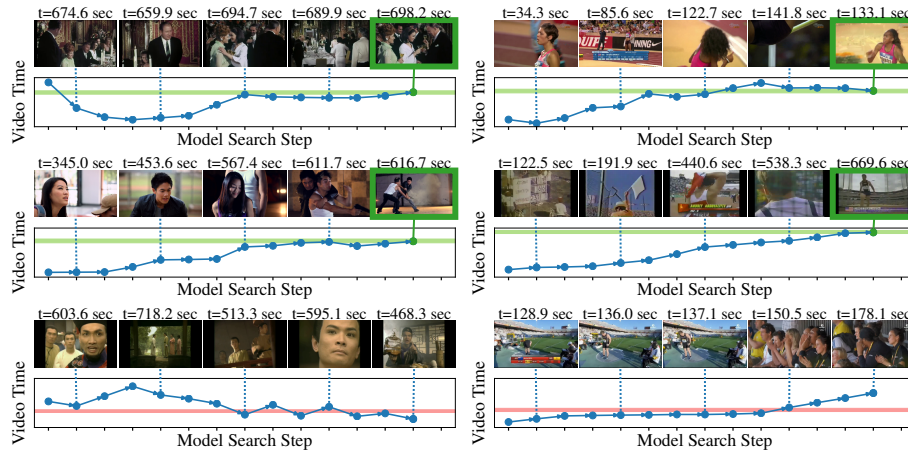 t=674.6 sec t=659.9 sec t=694.7 sec t=689.9 sec t=698.2 sec
Video Time
Model Search Step
t=34.3 sec t=85.6 sec t=122.7 sec t=141.8 sec t=133.1 sec
Video Time
Model Search Step
t=345.0 sec t=453.6 sec t=567.4 sec t=611.7 sec t=616.7 sec
Video Time
Model Search Step
t=122.5 sec t=191.9 sec t=440.6 sec t=538.3 sec t=669.6 sec
Video Time
Model Search Step
t=603.6 sec t=718.2 sec t=513.3 sec t=595.1 sec t=468.3 sec
Video Time
Model Search Step
t=128.9 sec t=136.0 sec t=137.1 sec t=150.5 sec t=178.1 sec
Video Time
Model Search Step